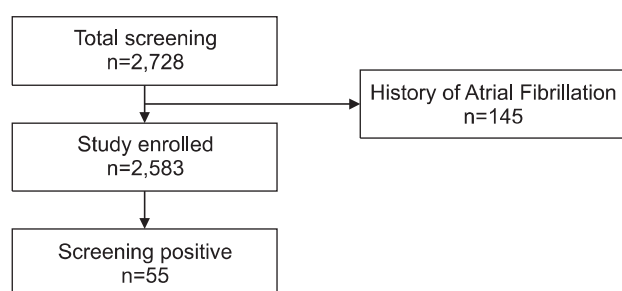 Total screening
n=2,728
History of Atrial Fibrillation
n=145
Study enrolled
n=2,583
Screening positive
n=55